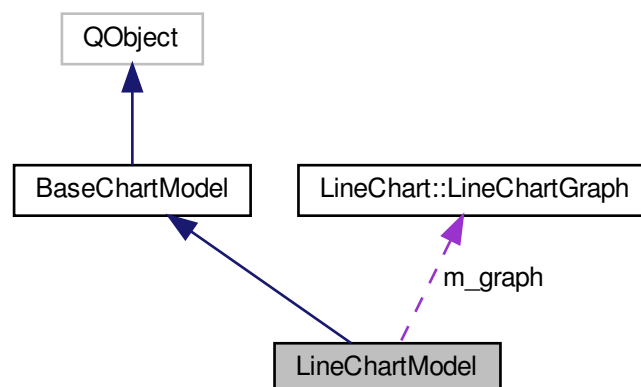 QObject
BaseChartModel
LineChart::LineChartGraph
m_graph
LineChartModel